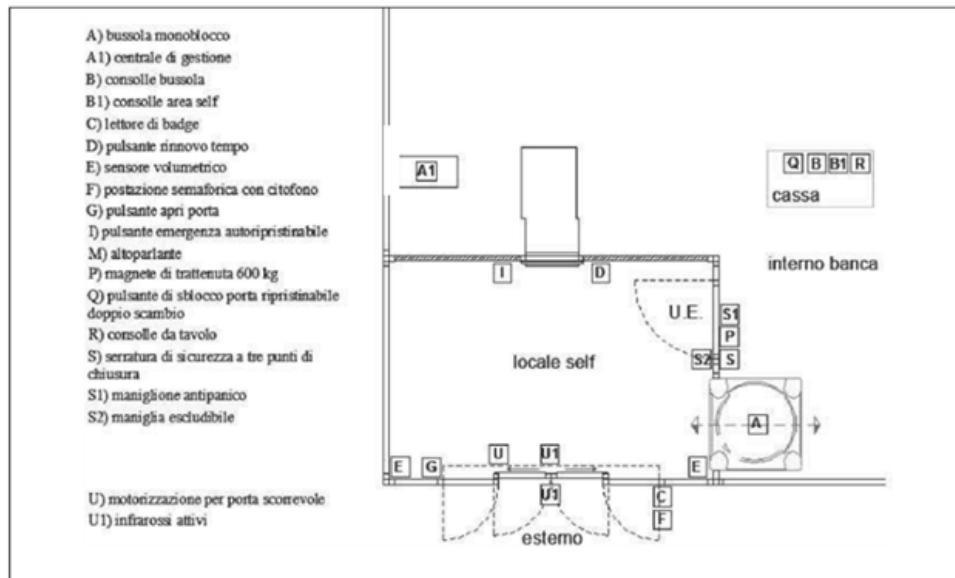 A) bussola monoblocco
A1) centrale di gestione
B) consolle bussola
B1) consolle area self
C) lettore di badge
D) pulsante rinnovo tempo
E) sensore volumetrico
F) postazione semaforica con citofono
G) pulsante apri porta
I) pulsante emergenza autoripristinabile
M) altoparlante
P) magnete di trattenuta 600 kg
Q) pulsante di sblocco porta ripristinabile
doppio scambio
R) consolle da tavolo
S) serratura di sicurezza a tre punti di
chiusura
S1) maniglione antipanico
S2) maniglia escludibile
U) motorizzazione per porta scorrevole
U1) infrarossi attivi
A1
Q B B1 R
cassa
interno banca
I
D
U.E.
S1
P
S2 S
locale self
A
E G U U1 E
U1 C
F
esterno